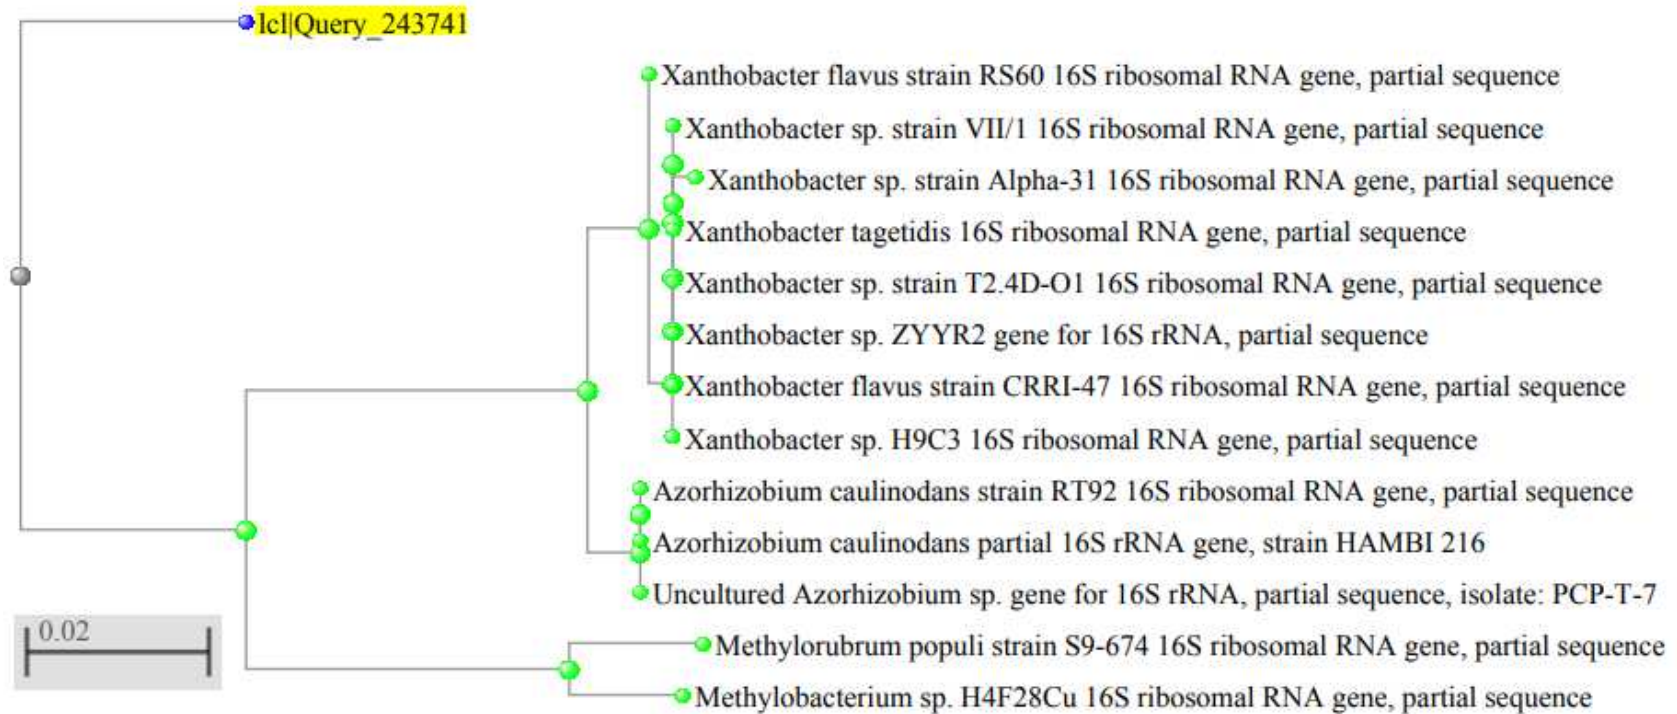 lcl|Query_243741
Xanthobacter flavus strain RS60 16S ribosomal RNA gene, partial sequence
Xanthobacter sp. strain VII/1 16S ribosomal RNA gene, partial sequence
Xanthobacter sp. strain Alpha-31 16S ribosomal RNA gene, partial sequence
Xanthobacter tagetidis 16S ribosomal RNA gene, partial sequence
Xanthobacter sp. strain T2.4D-O1 16S ribosomal RNA gene, partial sequence
Xanthobacter sp. ZYYR2 gene for 16S rRNA, partial sequence
Xanthobacter flavus strain CRRI-47 16S ribosomal RNA gene, partial sequence
Xanthobacter sp. H9C3 16S ribosomal RNA gene, partial sequence
Azorhizobium caulinodans strain RT92 16S ribosomal RNA gene, partial sequence
Azorhizobium caulinodans partial 16S rRNA gene, strain HAMBI 216
Uncultured Azorhizobium sp. gene for 16S rRNA, partial sequence, isolate: PCP-T-7
0.02
Methylorubrum populi strain S9-674 16S ribosomal RNA gene, partial sequence
Methylobacterium sp. H4F28Cu 16S ribosomal RNA gene, partial sequence